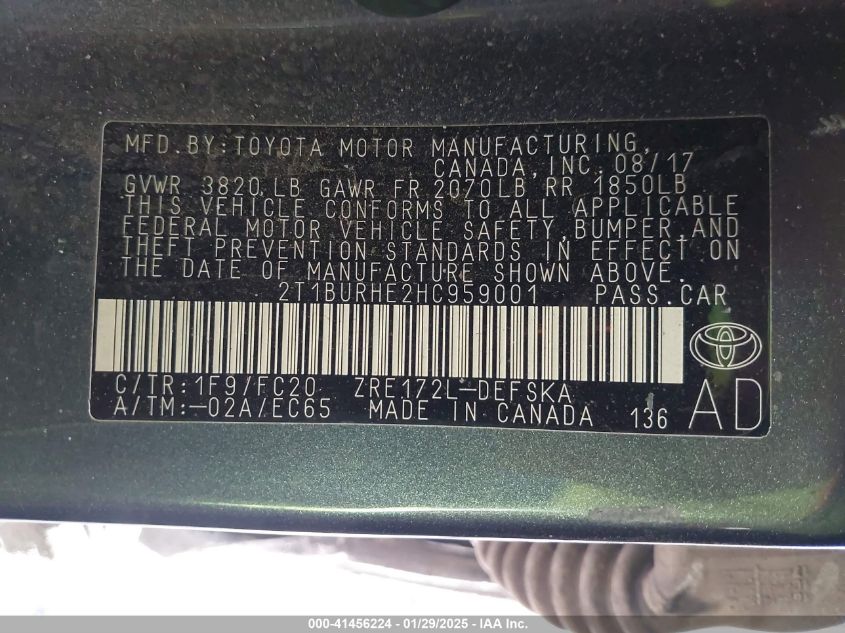 MFD.BY:TOYOTA MOTOR MANUFACTURING,
CANADA,INC. 08/17
GVWR 3820 LB GAWR FR 2070LB RR 1850LB
THIS VEHICLE CONFORMS TO ALL APPLICABLE
FEDERAL MOTOR VEHICLE SAFETY,BUMPER,AND
THEFT PREVENTION STANDARDS IN EFFECT ON
THE DATE OF MANUFACTURE SHOWN ABOVE.
2T1BURHE2HC959001 PASS.CAR
C/TR:1F9/FC20 ZRE172L-DEFSKA
A/TM:-02A/EC65 MADE IN CANADA 136
AD
000-41456224 - 01/29/2025 - IAA Inc.